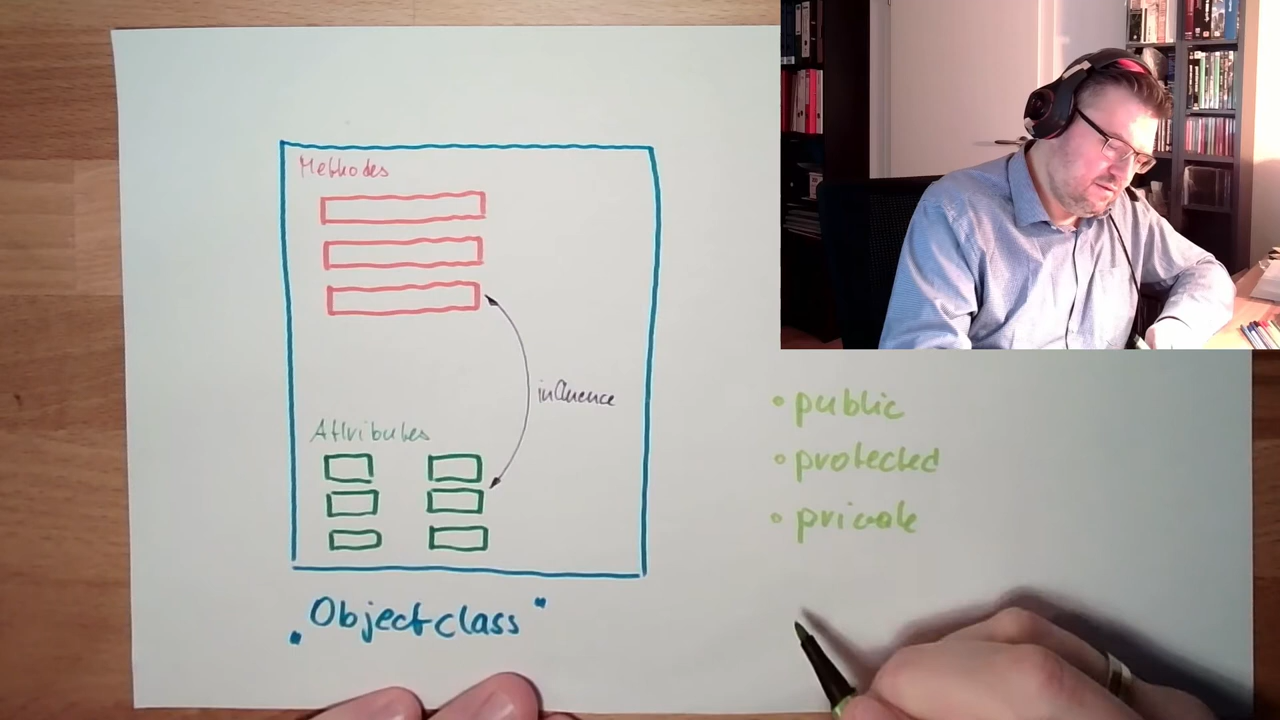 Methodes
influence
Attributes
"Objectclass"
• public
• protected
• private